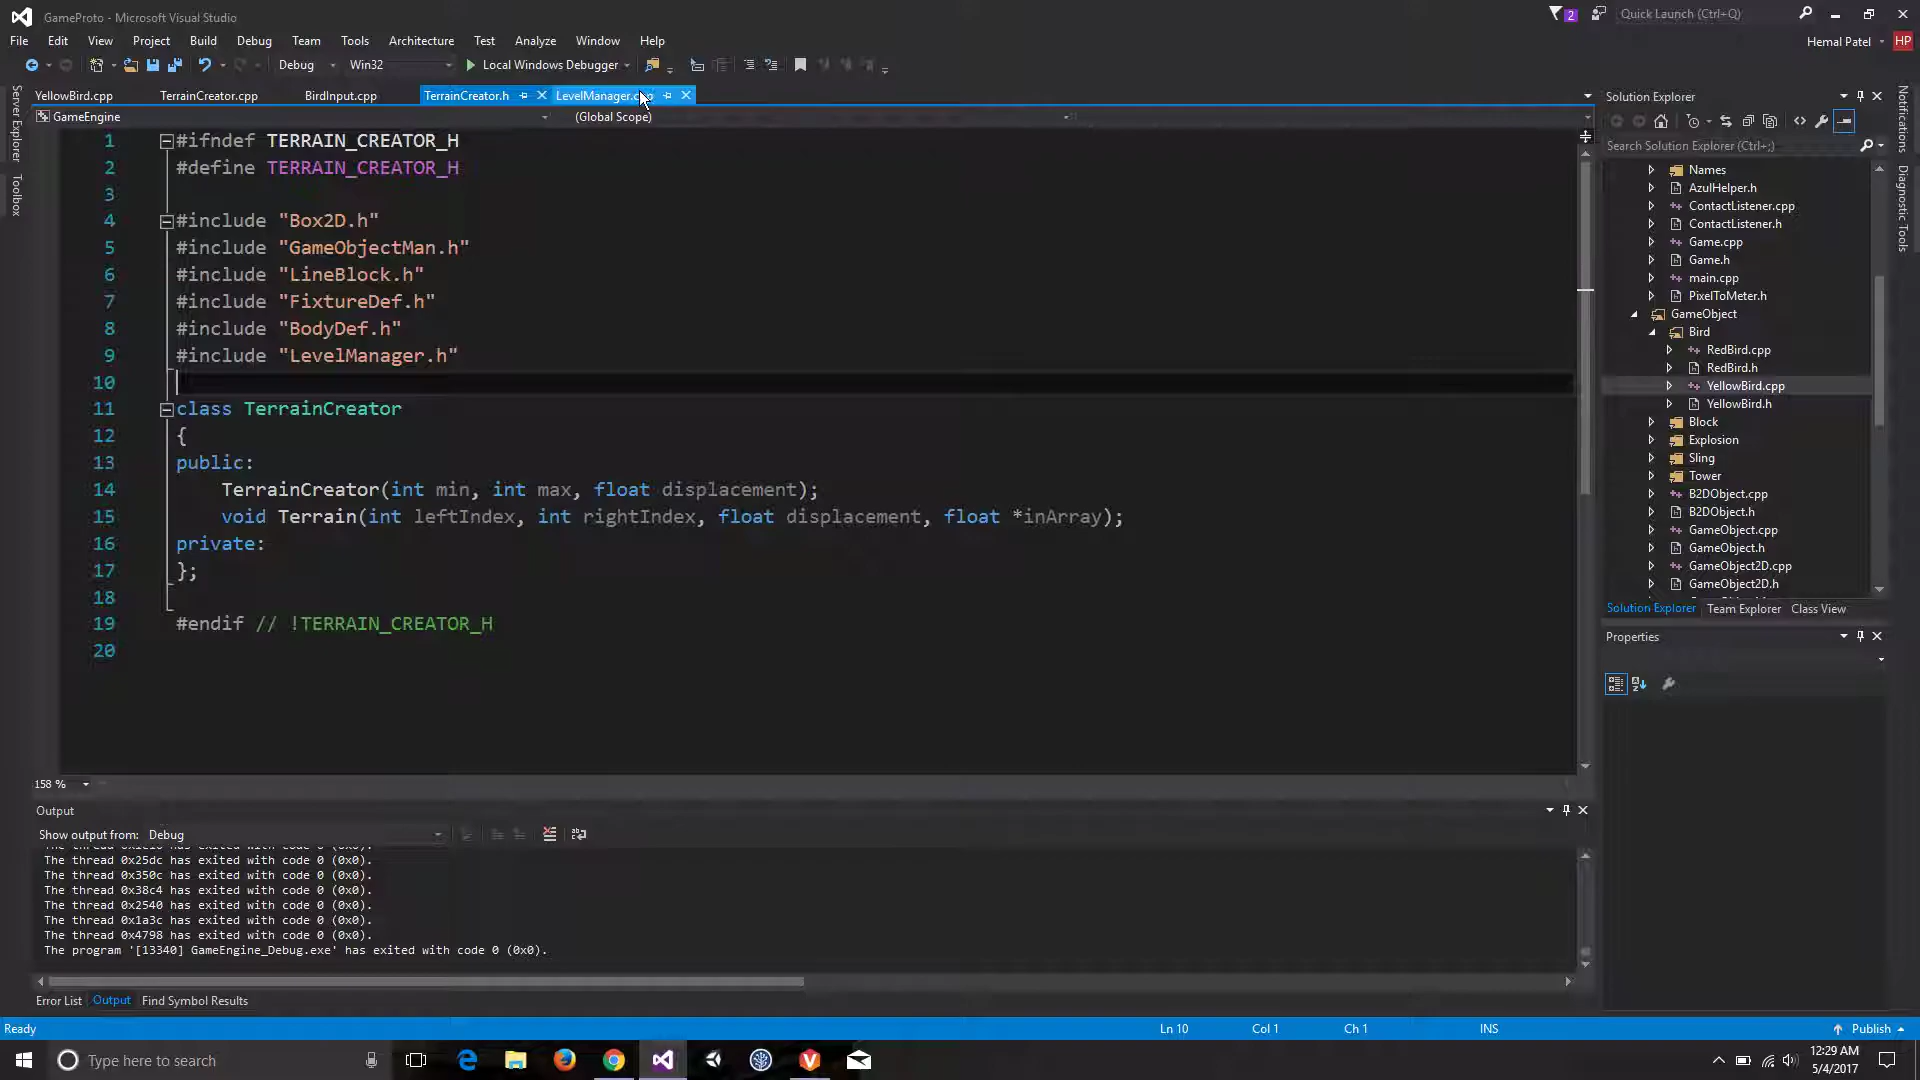 GameProto - Microsoft Visual Studio
2
Quick Launch (Ctrl+Q)
File Edit View Project Build Debug Team Tools Architecture Test Analyze Window Help
Hemal Patel HP
Debug Win32 Local Windows Debugger
YellowBird.cpp TerrainCreator.cpp BirdInput.cpp TerrainCreator.h LevelManager.cpp
GameEngine (Global Scope)
1 #ifndef TERRAIN_CREATOR_H
2 #define TERRAIN_CREATOR_H
3
4 #include "Box2D.h"
5 #include "GameObjectMan.h"
6 #include "LineBlock.h"
7 #include "FixtureDef.h"
8 #include "BodyDef.h"
9 #include "LevelManager.h"
10
11 class TerrainCreator
12 {
13 public:
14 TerrainCreator(int min, int max, float displacement);
15 void Terrain(int leftIndex, int rightIndex, float displacement, float *inArray);
16 private:
17 };
18
19 #endif // !TERRAIN_CREATOR_H
20
158 %
Output
Show output from: Debug
The thread 0x25dc has exited with code 0 (0x0).
The thread 0x350c has exited with code 0 (0x0).
The thread 0x38c4 has exited with code 0 (0x0).
The thread 0x2540 has exited with code 0 (0x0).
The thread 0x1a3c has exited with code 0 (0x0).
The thread 0x4798 has exited with code 0 (0x0).
The program '[13340] GameEngine_Debug.exe' has exited with code 0 (0x0).
Error List Output Find Symbol Results
Server Explorer
Toolbox
Solution Explorer
Search Solution Explorer (Ctrl+;)
Names
AzulHelper.h
ContactListener.cpp
ContactListener.h
Game.cpp
Game.h
main.cpp
PixelToMeter.h
GameObject
Bird
RedBird.cpp
RedBird.h
YellowBird.cpp
YellowBird.h
Block
Explosion
Sling
Tower
B2DObject.cpp
B2DObject.h
GameObject.cpp
GameObject.h
GameObject2D.cpp
GameObject2D.h
Solution Explorer Team Explorer Class View
Properties
Notifications
Diagnostic Tools
Ready Ln 10 Col 1 Ch 1 INS Publish
Type here to search
12:29 AM
5/4/2017